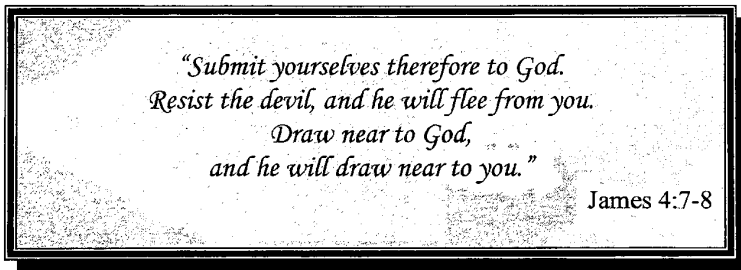 “Submit yourselves therefore to God.
Resist the devil, and he will flee from you.
Draw near to God,
and he will draw near to you.”
James 4:7-8